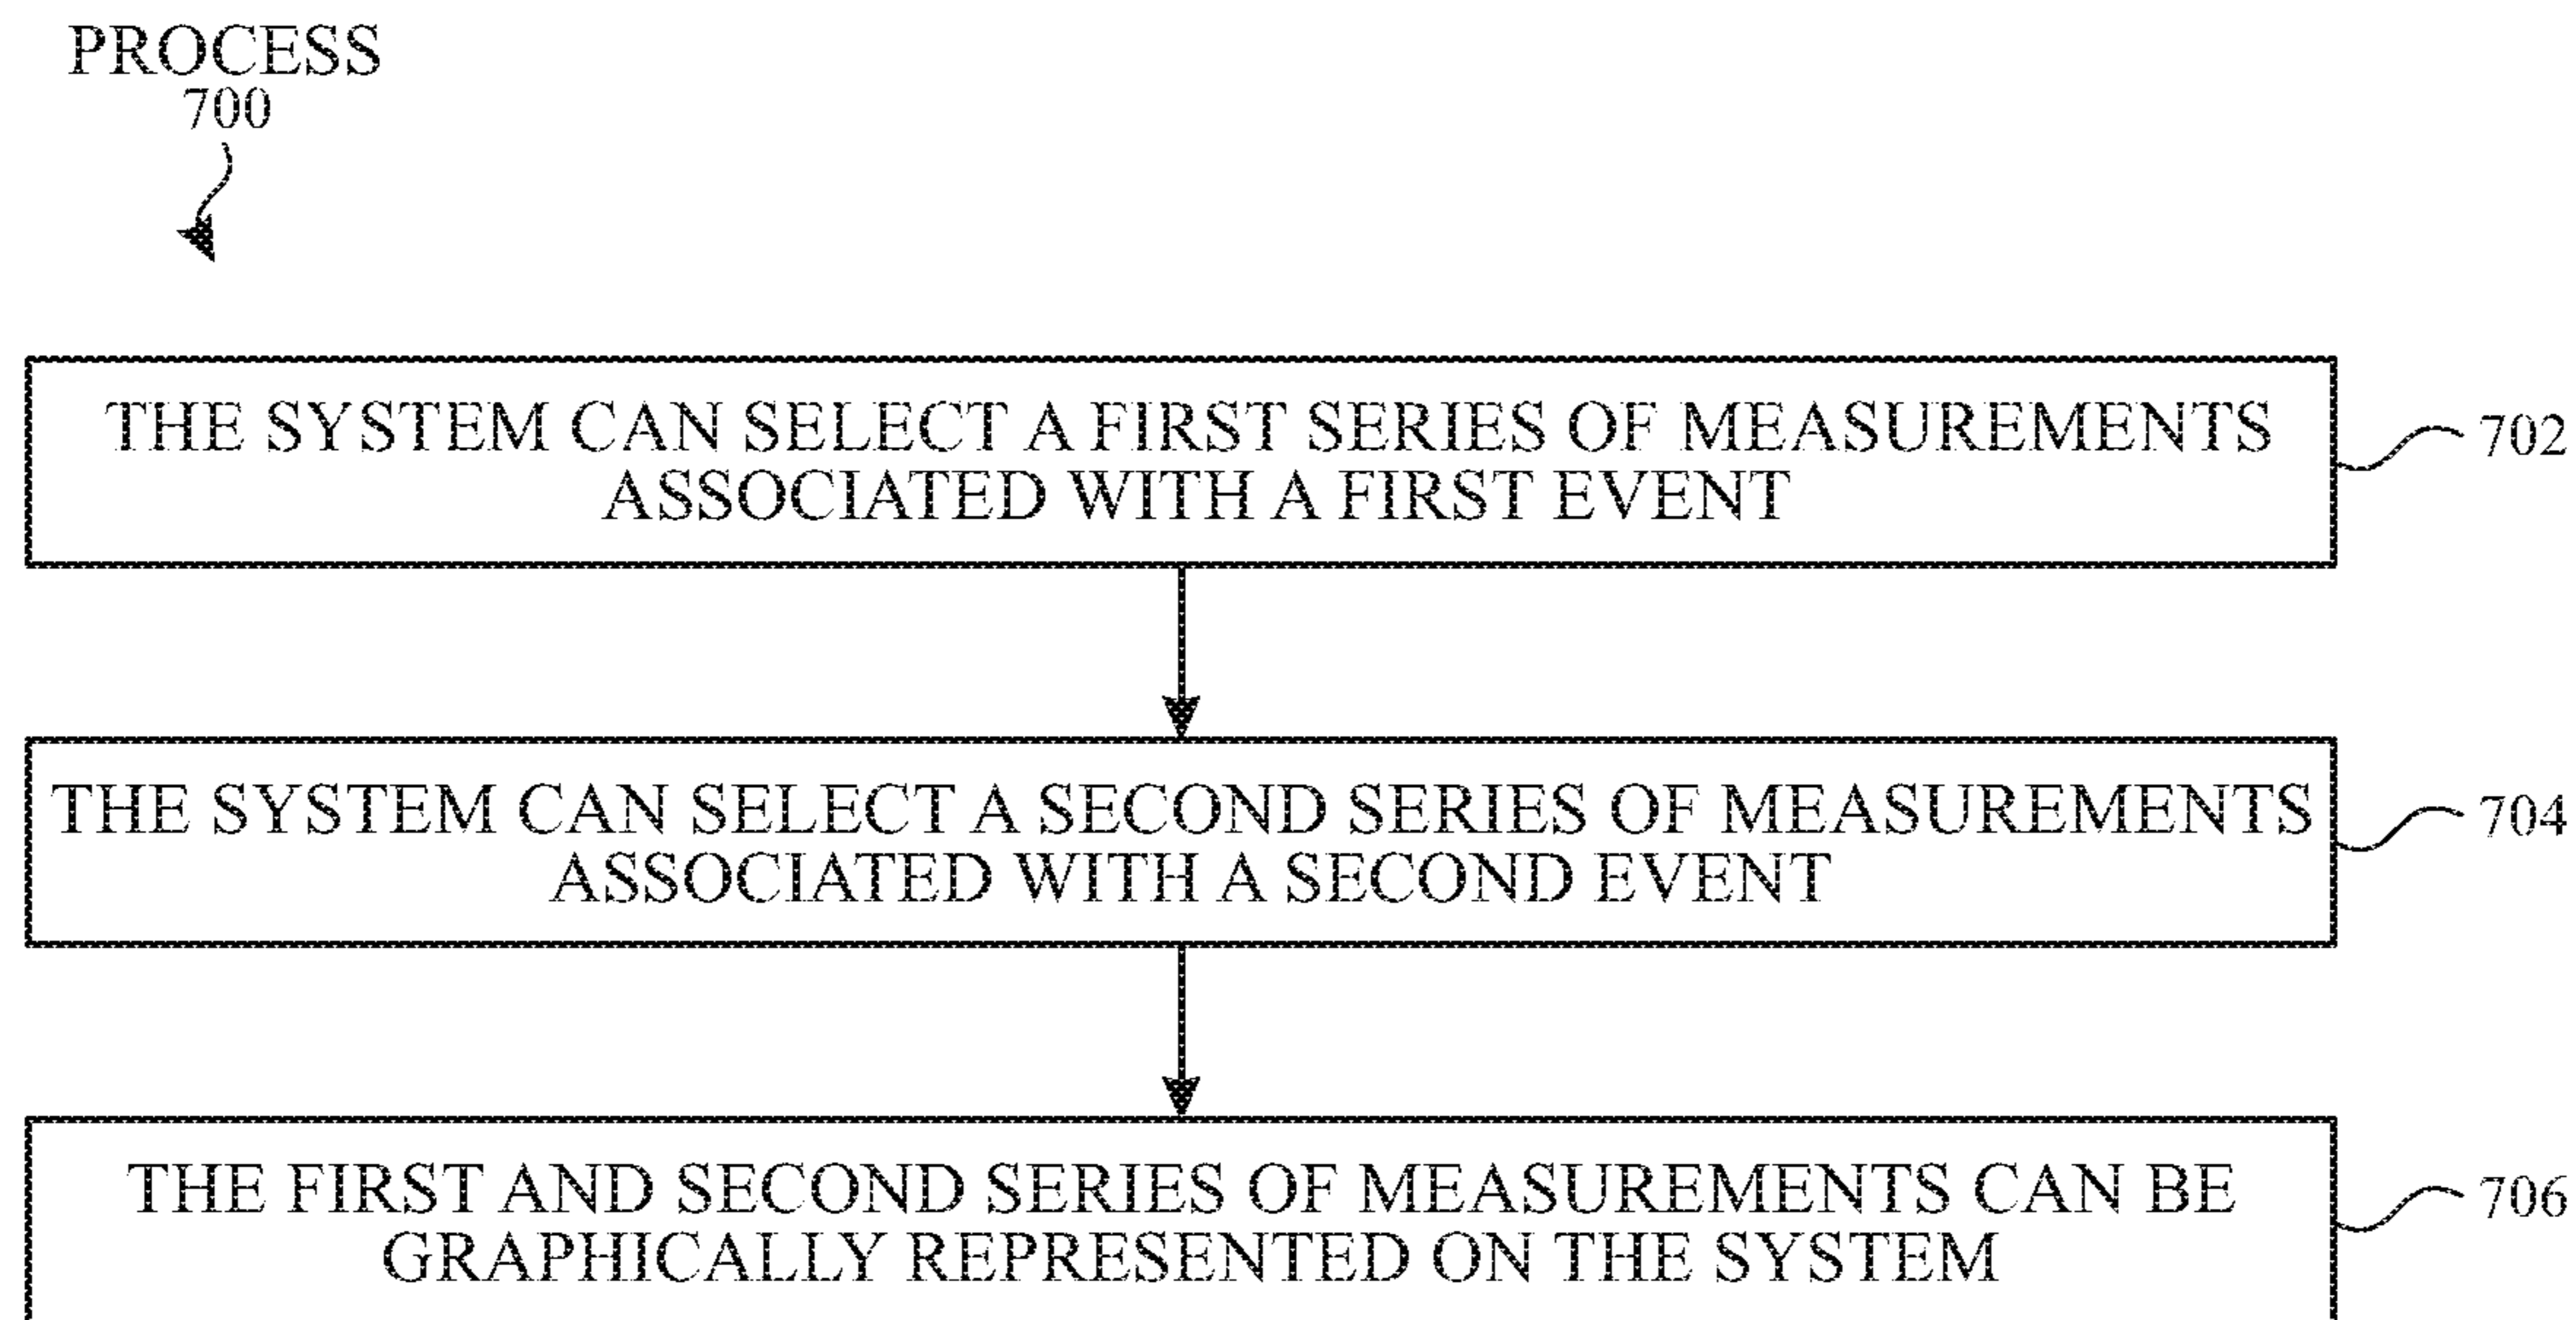 PROCESS
700
THE SYSTEM CAN SELECT A FIRST SERIES OF MEASUREMENTS
ASSOCIATED WITH A FIRST EVENT
702
THE SYSTEM CAN SELECT A SECOND SERIES OF MEASUREMENTS
ASSOCIATED WITH A SECOND EVENT
704
THE FIRST AND SECOND SERIES OF MEASUREMENTS CAN BE
GRAPHICALLY REPRESENTED ON THE SYSTEM
706